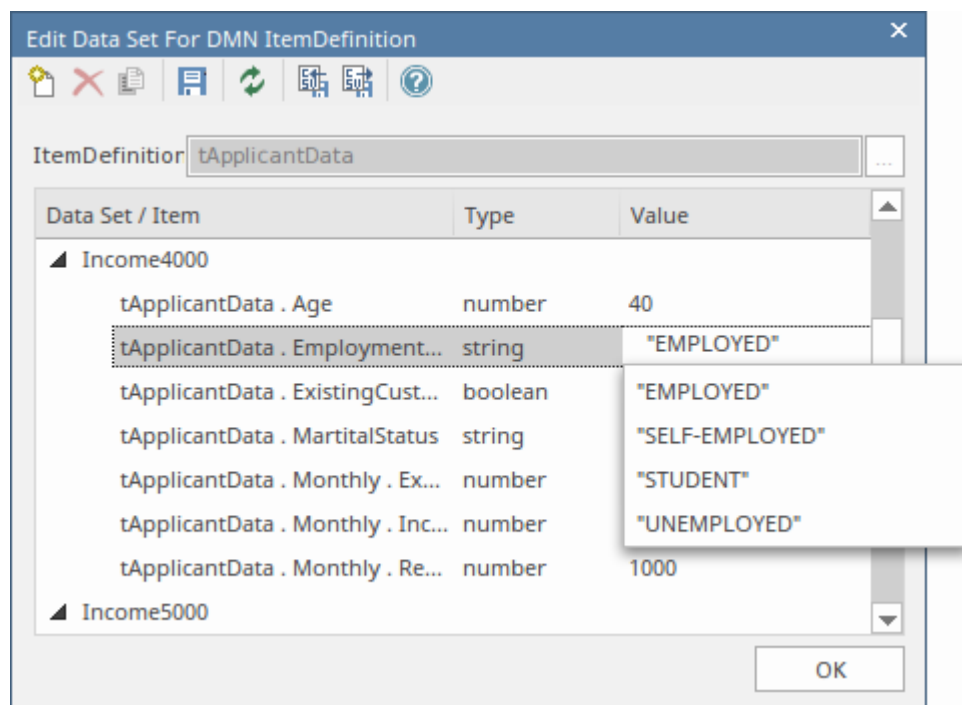 Edit Data Set For DMN ItemDefinition
ItemDefinition tApplicantData ...
Data Set / Item Type Value
Income4000
tApplicantData . Age number 40
tApplicantData . Employment... string "EMPLOYED"
tApplicantData . ExistingCust... boolean "EMPLOYED"
tApplicantData . MartitalStatus string "SELF-EMPLOYED"
tApplicantData . Monthly . Ex... number "STUDENT"
tApplicantData . Monthly . Inc... number "UNEMPLOYED"
tApplicantData . Monthly . Re... number 1000
Income5000
OK